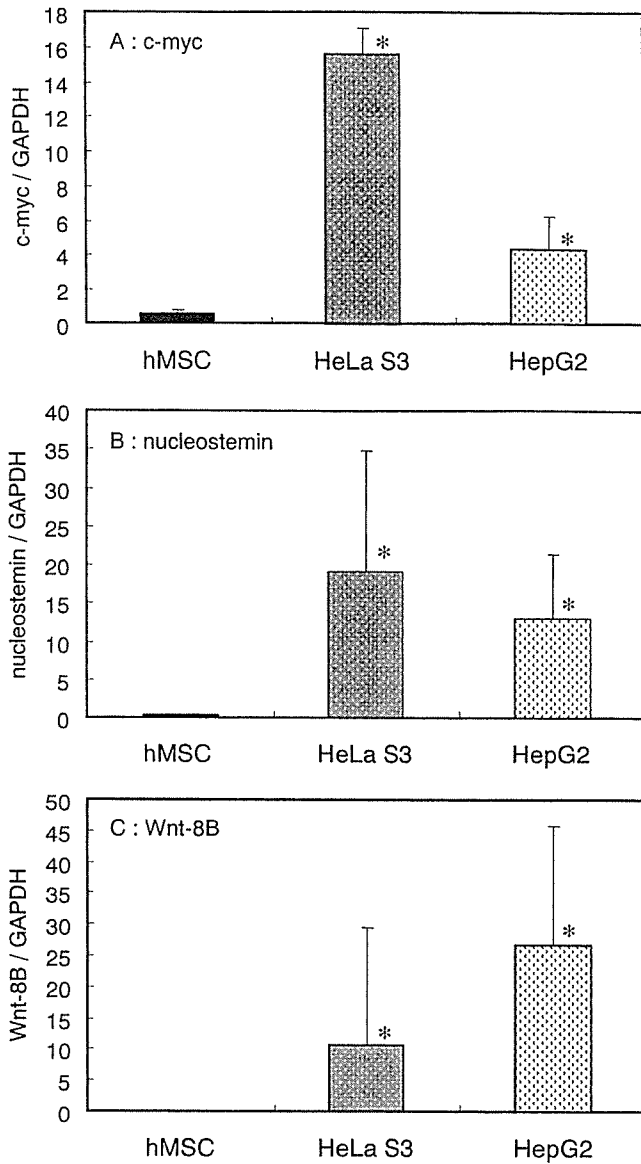 A : c-myc
c-myc / GAPDH
18
16
14
12
10
8
6
4
2
0
*
*
hMSC
HeLa S3
HepG2
B : nucleostemin
nucleostemin / GAPDH
40
35
30
25
20
15
10
5
0
*
*
hMSC
HeLa S3
HepG2
C : Wnt-8B
Wnt-8B / GAPDH
50
45
40
35
30
25
20
15
10
5
0
*
*
hMSC
HeLa S3
HepG2